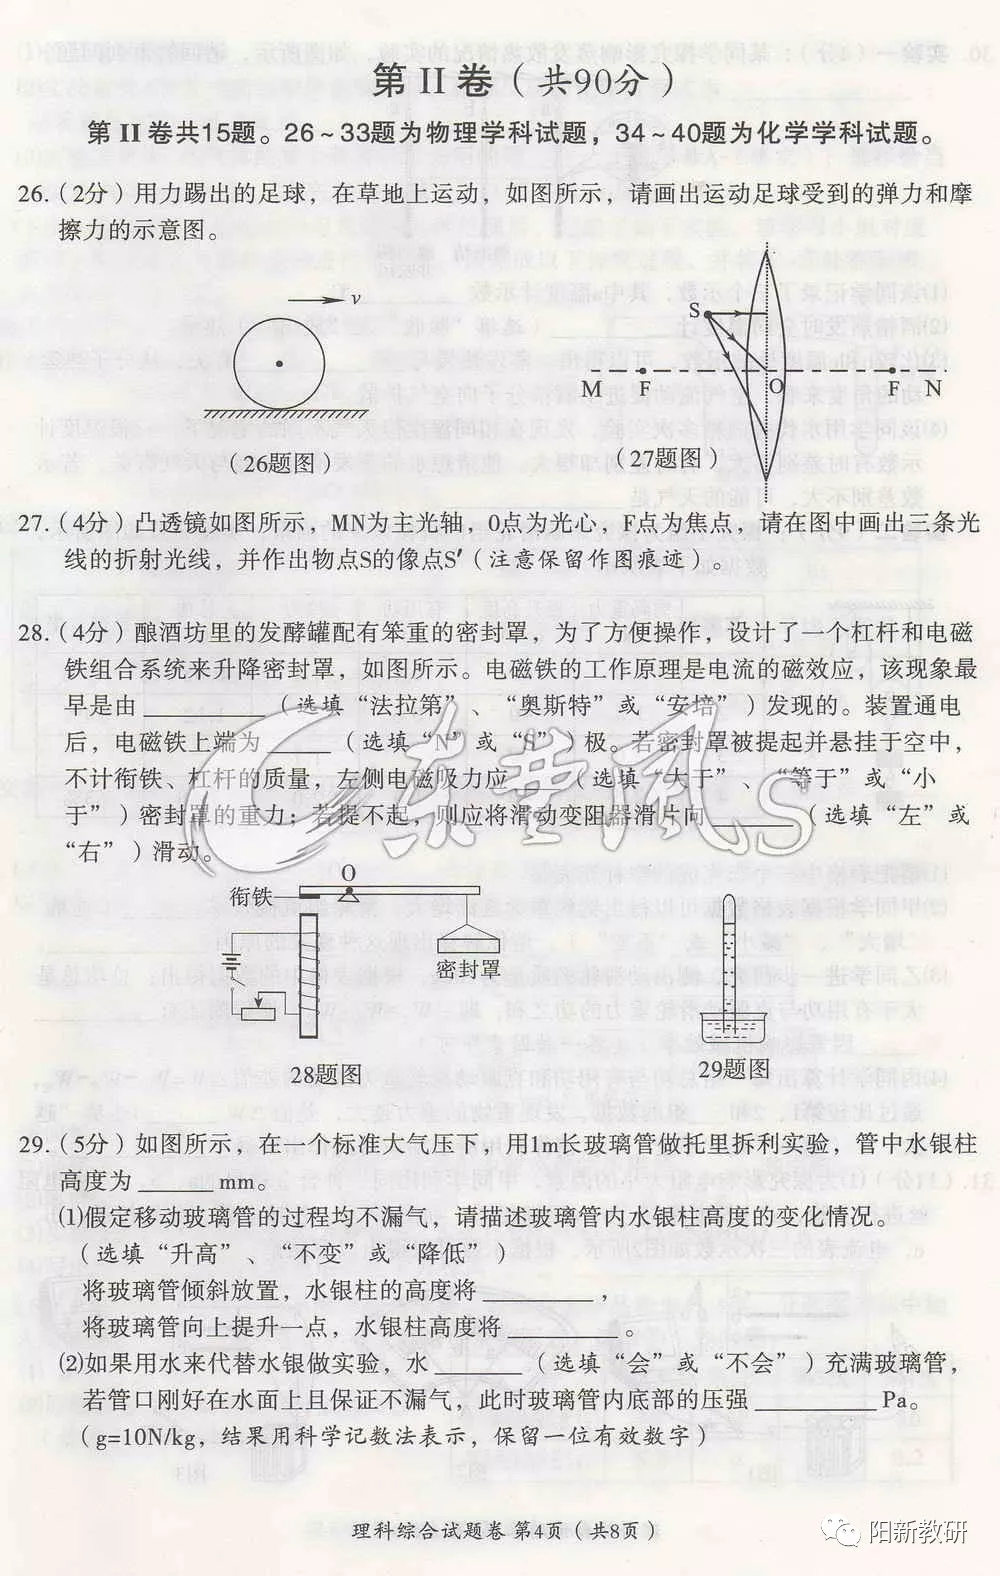 第 II 卷 ( 共90分 )
第 II 卷共15题。26～33题为物理学科试题，34～40题为化学学科试题。
26.（2分）用力踢出的足球，在草地上运动，如图所示，请画出运动足球受到的弹力和摩
擦力的示意图。
v
S
M F O F N
（26题图）
（27题图）
27.（4分）凸透镜如图所示，MN为主光轴，O点为光心，F点为焦点，请在图中画出三条光
线的折射光线，并作出物点S的像点S′（注意保留作图痕迹）。
28.（4分）酿酒坊里的发酵罐配有笨重的密封罩，为了方便操作，设计了一个杠杆和电磁
铁组合系统来升降密封罩，如图所示。电磁铁的工作原理是电流的磁效应，该现象最
早是由________（选填“法拉第”、“奥斯特”或“安培”）发现的。装置通电
后，电磁铁上端为_____（选填“N”或“S”）极。若密封罩被提起并悬挂于空中，
不计衔铁、杠杆的质量，左侧电磁吸力应_____（选填“大于”、“等于”或“小
于”）密封罩的重力；若提不起，则应将滑动变阻器滑片向______（选填“左”或
“右”）滑动。
O
衔铁
密封罩
28题图
29题图
29.（5分）如图所示，在一个标准大气压下，用1m长玻璃管做托里拆利实验，管中水银柱
高度为_____mm。
⑴假定移动玻璃管的过程均不漏气，请描述玻璃管内水银柱高度的变化情况。
（选填“升高”、“不变”或“降低”）
将玻璃管倾斜放置，水银柱的高度将________，
将玻璃管向上提升一点，水银柱高度将________。
⑵如果用水来代替水银做实验，水______（选填“会”或“不会”）充满玻璃管，
若管口刚好在水面上且保证不漏气，此时玻璃管内底部的压强________Pa。
（g=10N/kg，结果用科学记数法表示，保留一位有效数字）
理科综合试题卷 第4页（共8页）
阳新教研